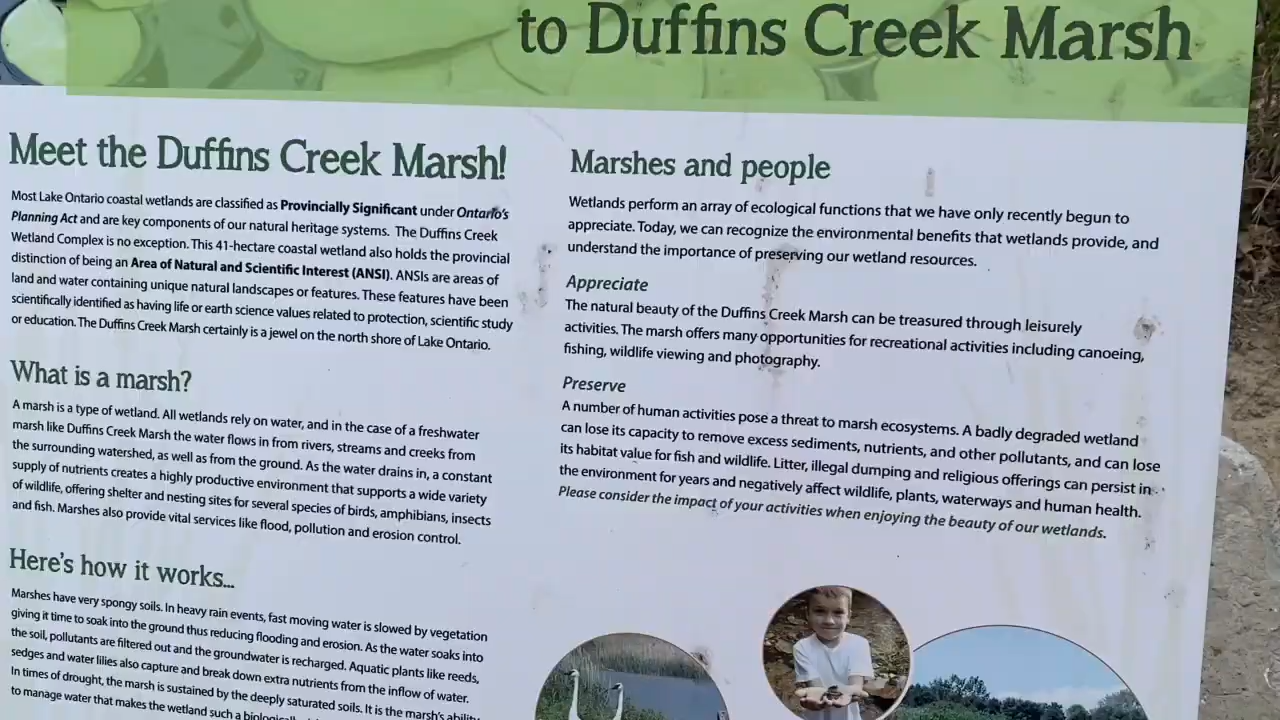 to Duffins Creek Marsh
Meet the Duffins Creek Marsh!
Most Lake Ontario coastal wetlands are classified as Provincially Significant under Ontario's
Planning Act and are key components of our natural heritage systems. The Duffins Creek
Wetland Complex is no exception. This 41-hectare coastal wetland also holds the provincial
distinction of being an Area of Natural and Scientific Interest (ANSI). ANSIs are areas of
land and water containing unique natural landscapes or features. These features have been
scientifically identified as having life or earth science values related to protection, scientific study
or education. The Duffins Creek Marsh certainly is a jewel on the north shore of Lake Ontario.
What is a marsh?
A marsh is a type of wetland. All wetlands rely on water, and in the case of a freshwater
marsh like Duffins Creek Marsh the water flows in from rivers, streams and creeks from
the surrounding watershed, as well as from the ground. As the water drains in, a constant
supply of nutrients creates a highly productive environment that supports a wide variety
of wildlife, offering shelter and nesting sites for several species of birds, amphibians, insects
and fish. Marshes also provide vital services like flood, pollution and erosion control.
Here's how it works...
Marshes have very spongy soils. In heavy rain events, fast moving water is slowed by vegetation
giving it time to soak into the ground thus reducing flooding and erosion. As the water soaks into
the soil, pollutants are filtered out and the groundwater is recharged. Aquatic plants like reeds,
sedges and water lilies also capture and break down extra nutrients from the inflow of water.
In times of drought, the marsh is sustained by the deeply saturated soils. It is the marsh's ability
to manage water that makes the wetland such a
Marshes and people
Wetlands perform an array of ecological functions that we have only recently begun to
appreciate. Today, we can recognize the environmental benefits that wetlands provide, and
understand the importance of preserving our wetland resources.
Appreciate
The natural beauty of the Duffins Creek Marsh can be treasured through leisurely
activities. The marsh offers many opportunities for recreational activities including canoeing,
fishing, wildlife viewing and photography.
Preserve
A number of human activities pose a threat to marsh ecosystems. A badly degraded wetland
can lose its capacity to remove excess sediments, nutrients, and other pollutants, and can lose
its habitat value for fish and wildlife. Litter, illegal dumping and religious offerings can persist in
the environment for years and negatively affect wildlife, plants, waterways and human health.
Please consider the impact of your activities when enjoying the beauty of our wetlands.